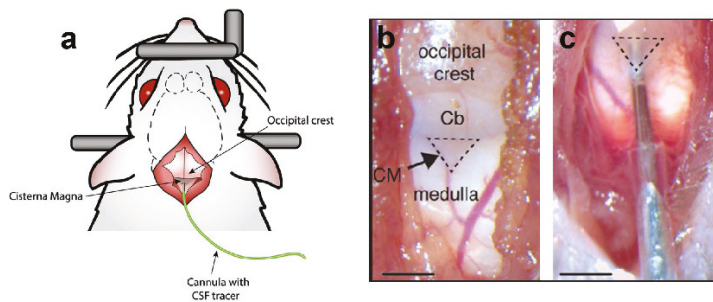 a
Occipital crest
Cisterna Magna
Cannula with
CSF tracer
b
occipital
crest
Cb
CM
medulla
c